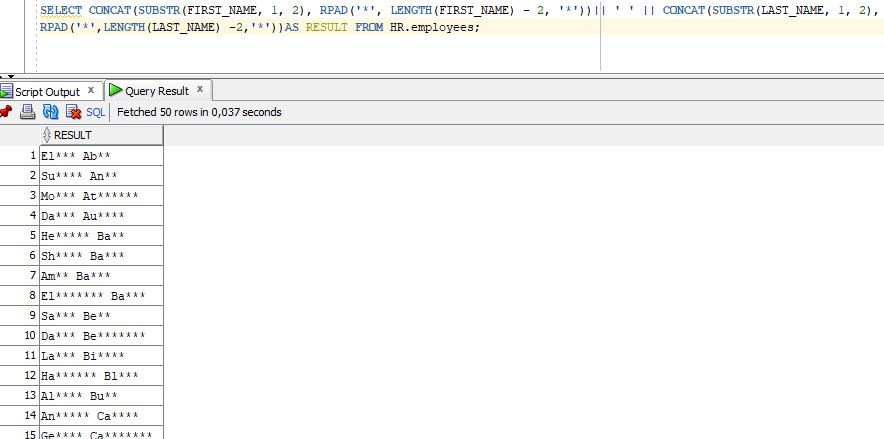 SELECT CONCAT(SUBSTR(FIRST_NAME, 1, 2), RPAD('*', LENGTH(FIRST_NAME) - 2, '*'))|| ' ' || CONCAT(SUBSTR(LAST_NAME, 1, 2),
RPAD('*',LENGTH(LAST_NAME) -2,'*'))AS RESULT FROM HR.employees;
Script Output x Query Result x
SQL Fetched 50 rows in 0,037 seconds
RESULT
1 El*** Ab**
2 Su**** An**
3 Mo*** At******
4 Da*** Au****
5 He***** Ba**
6 Sh**** Ba***
7 Am** Ba***
8 El******* Ba***
9 Sa*** Be**
10 Da*** Be*******
11 La*** Bi****
12 Ha****** Bl***
13 Al**** Bu**
14 An***** Ca****
15 Ge**** Ca*******